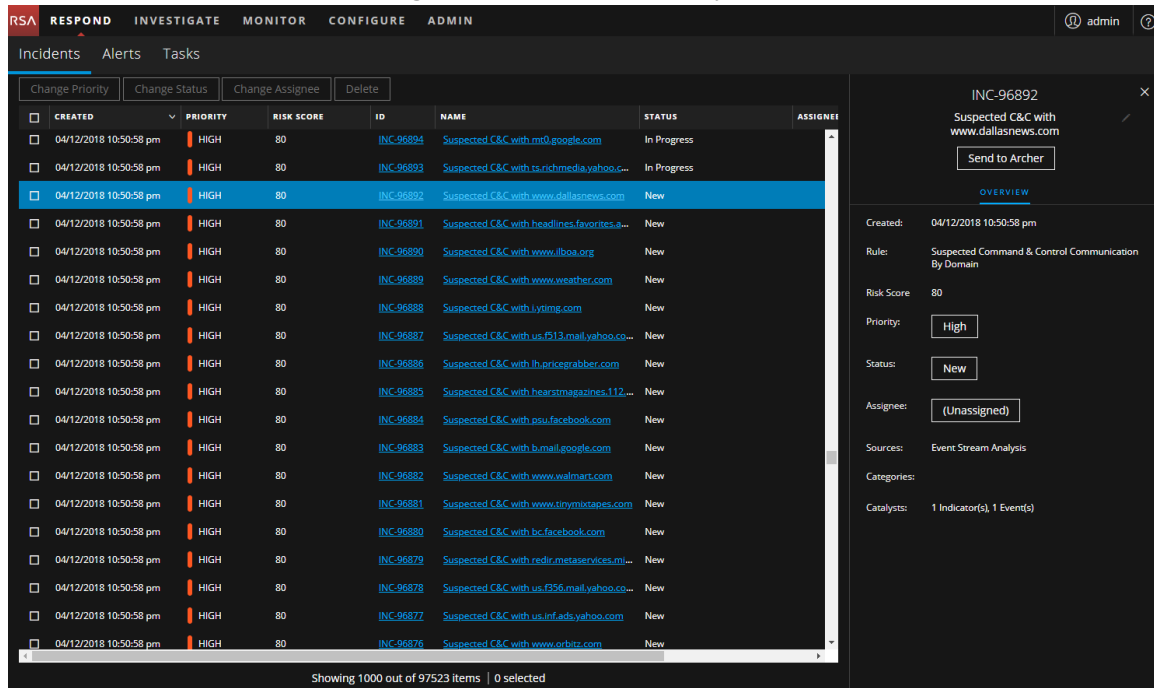 RSA RESPOND INVESTIGATE MONITOR CONFIGURE ADMIN admin ?
Incidents Alerts Tasks
Change Priority Change Status Change Assignee Delete
CREATED PRIORITY RISK SCORE ID NAME STATUS ASSIGNEE
04/12/2018 10:50:58 pm HIGH 80 INC-96894 Suspected C&C with mt0.google.com In Progress
04/12/2018 10:50:58 pm HIGH 80 INC-96893 Suspected C&C with ts.richmedia.yahoo.c... In Progress
04/12/2018 10:50:58 pm HIGH 80 INC-96892 Suspected C&C with www.dallasnews.com New
04/12/2018 10:50:58 pm HIGH 80 INC-96891 Suspected C&C with headlines.favorites.a... New
04/12/2018 10:50:58 pm HIGH 80 INC-96890 Suspected C&C with www.ilboa.org New
04/12/2018 10:50:58 pm HIGH 80 INC-96889 Suspected C&C with www.weather.com New
04/12/2018 10:50:58 pm HIGH 80 INC-96888 Suspected C&C with i.ytimg.com New
04/12/2018 10:50:58 pm HIGH 80 INC-96887 Suspected C&C with us.f513.mail.yahoo.co... New
04/12/2018 10:50:58 pm HIGH 80 INC-96886 Suspected C&C with lh.pricegrabber.com New
04/12/2018 10:50:58 pm HIGH 80 INC-96885 Suspected C&C with hearstmagazines.112.... New
04/12/2018 10:50:58 pm HIGH 80 INC-96884 Suspected C&C with psu.facebook.com New
04/12/2018 10:50:58 pm HIGH 80 INC-96883 Suspected C&C with b.mail.google.com New
04/12/2018 10:50:58 pm HIGH 80 INC-96882 Suspected C&C with www.walmart.com New
04/12/2018 10:50:58 pm HIGH 80 INC-96881 Suspected C&C with www.tinymixtapes.com New
04/12/2018 10:50:58 pm HIGH 80 INC-96880 Suspected C&C with bc.facebook.com New
04/12/2018 10:50:58 pm HIGH 80 INC-96879 Suspected C&C with redir.metaservices.mi... New
04/12/2018 10:50:58 pm HIGH 80 INC-96878 Suspected C&C with us.f356.mail.yahoo.co... New
04/12/2018 10:50:58 pm HIGH 80 INC-96877 Suspected C&C with us.inf.ads.yahoo.com New
04/12/2018 10:50:58 pm HIGH 80 INC-96876 Suspected C&C with www.orbitz.com New
Showing 1000 out of 97523 items | 0 selected
INC-96892
Suspected C&C with
www.dallasnews.com
Send to Archer
OVERVIEW
Created: 04/12/2018 10:50:58 pm
Rule: Suspected Command & Control Communication
By Domain
Risk Score 80
Priority: High
Status: New
Assignee: (Unassigned)
Sources: Event Stream Analysis
Categories:
Catalysts: 1 Indicator(s), 1 Event(s)